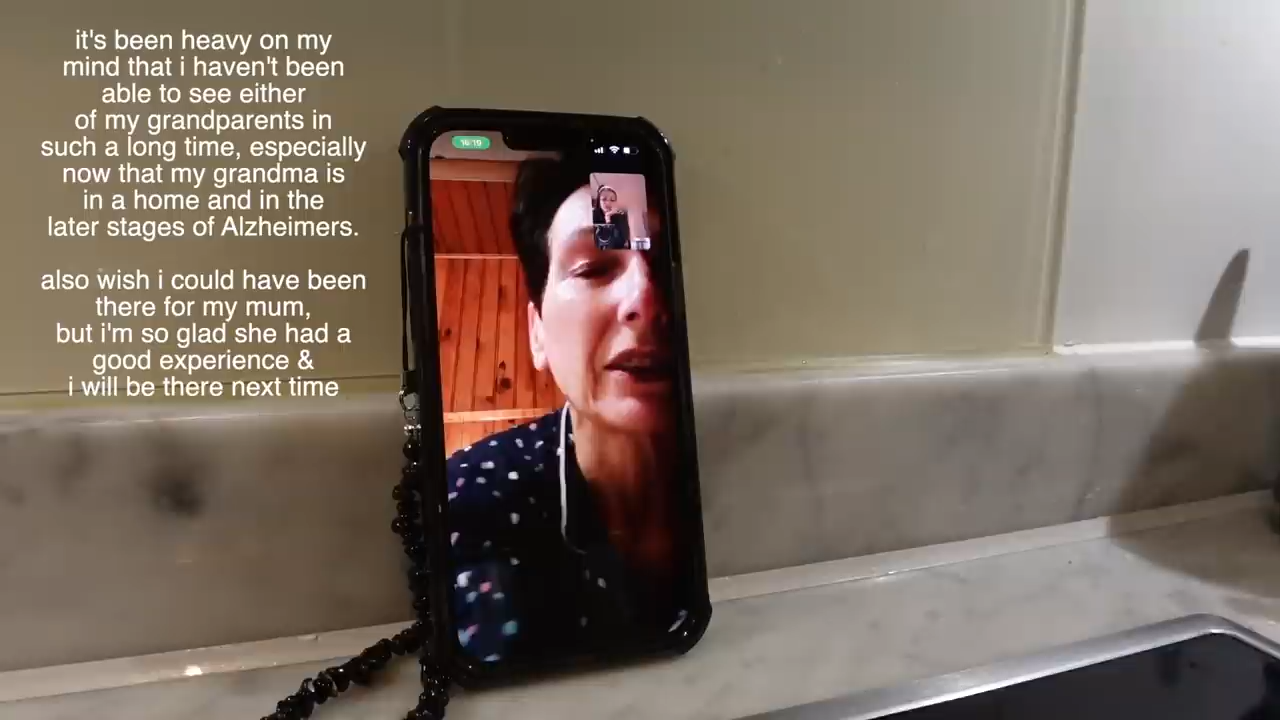 it's been heavy on my
mind that i haven't been
able to see either
of my grandparents in
such a long time, especially
now that my grandma is
in a home and in the
later stages of Alzheimers.
also wish i could have been
there for my mum,
but i'm so glad she had a
good experience &
i will be there next time
16:19